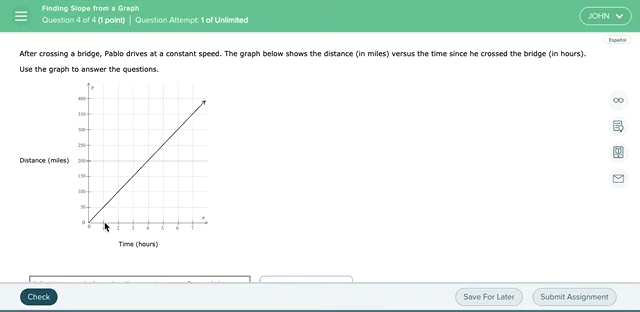 Finding Slope from a Graph
Question 4 of 4 (1 point) | Question Attempt: 1 of Unlimited
JOHN
Español
After crossing a bridge, Pablo drives at a constant speed. The graph below shows the distance (in miles) versus the time since he crossed the bridge (in hours).
Use the graph to answer the questions.
y
400
350
300
250
Distance (miles)
200
150
100
50
0
x
0 2 3 4 5 6 7
Time (hours)
Check
Save For Later
Submit Assignment